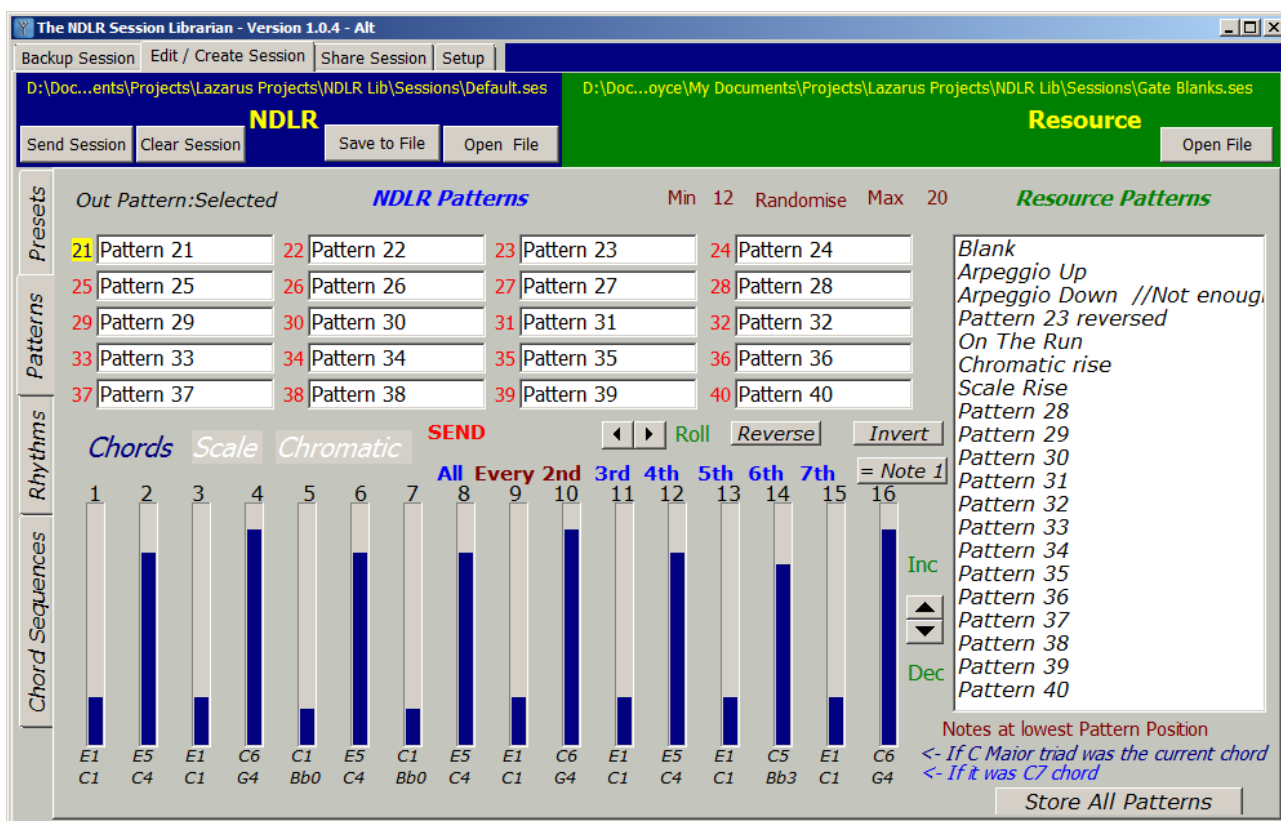 The NDLR Session Librarian - Version 1.0.4 - Alt
Backup Session Edit / Create Session Share Session Setup
D:\Doc...ents\Projects\Lazarus Projects\NDLR Lib\Sessions\Default.ses
NDLR
Send Session Clear Session Save to File Open File
D:\Doc...oyce\My Documents\Projects\Lazarus Projects\NDLR Lib\Sessions\Gate Blanks.ses
Resource
Open File
Presets
Patterns
Rhythms
Chord Sequences
Out Pattern:Selected NDLR Patterns Min 12 Randomise Max 20
21 Pattern 21 22 Pattern 22 23 Pattern 23 24 Pattern 24
25 Pattern 25 26 Pattern 26 27 Pattern 27 28 Pattern 28
29 Pattern 29 30 Pattern 30 31 Pattern 31 32 Pattern 32
33 Pattern 33 34 Pattern 34 35 Pattern 35 36 Pattern 36
37 Pattern 37 38 Pattern 38 39 Pattern 39 40 Pattern 40
Chords Scale Chromatic SEND Roll Reverse Invert
All Every 2nd 3rd 4th 5th 6th 7th = Note 1
1 2 3 4 5 6 7 8 9 10 11 12 13 14 15 16
Inc
Dec
E1 E5 E1 C6 C1 E5 C1 E5 E1 C6 E1 E5 E1 C5 E1 C6
C1 C4 C1 G4 Bb0 C4 Bb0 C4 C1 G4 C1 C4 C1 Bb3 C1 G4
Resource Patterns
Blank
Arpeggio Up
Arpeggio Down //Not enoug
Pattern 23 reversed
On The Run
Chromatic rise
Scale Rise
Pattern 28
Pattern 29
Pattern 30
Pattern 31
Pattern 32
Pattern 33
Pattern 34
Pattern 35
Pattern 36
Pattern 37
Pattern 38
Pattern 39
Pattern 40
Notes at lowest Pattern Position
<- If C Major triad was the current chord
<- If it was C7 chord
Store All Patterns